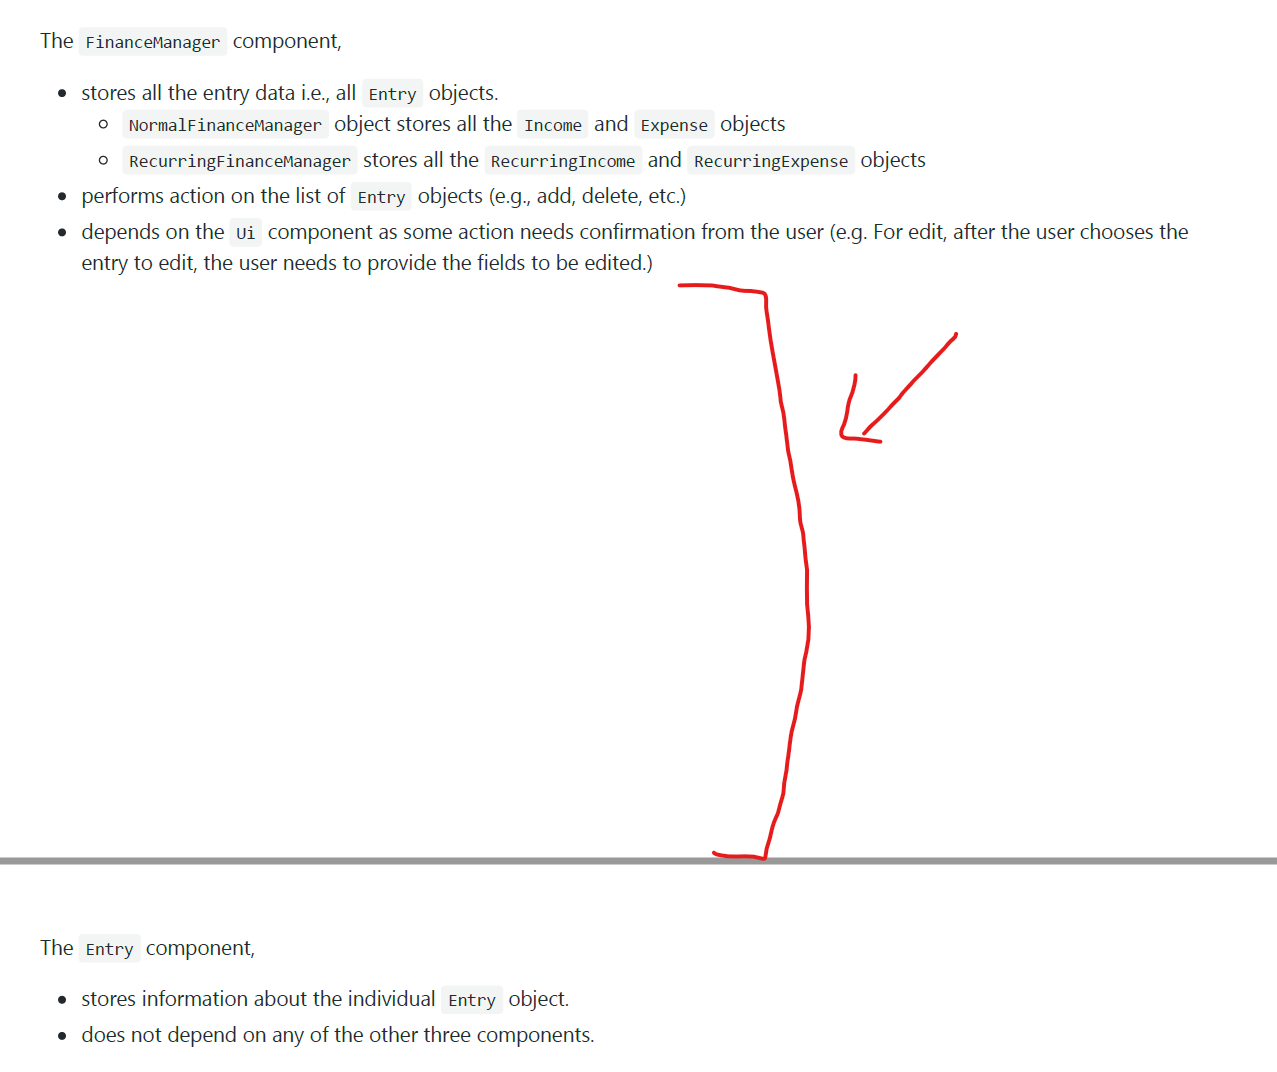 The FinanceManager component,
stores all the entry data i.e., all Entry objects.
NormalFinanceManager object stores all the Income and Expense objects
RecurringFinanceManager stores all the RecurringIncome and RecurringExpense objects
performs action on the list of Entry objects (e.g., add, delete, etc.)
depends on the Ui component as some action needs confirmation from the user (e.g. For edit, after the user chooses the
entry to edit, the user needs to provide the fields to be edited.)
The Entry component,
stores information about the individual Entry object.
does not depend on any of the other three components.